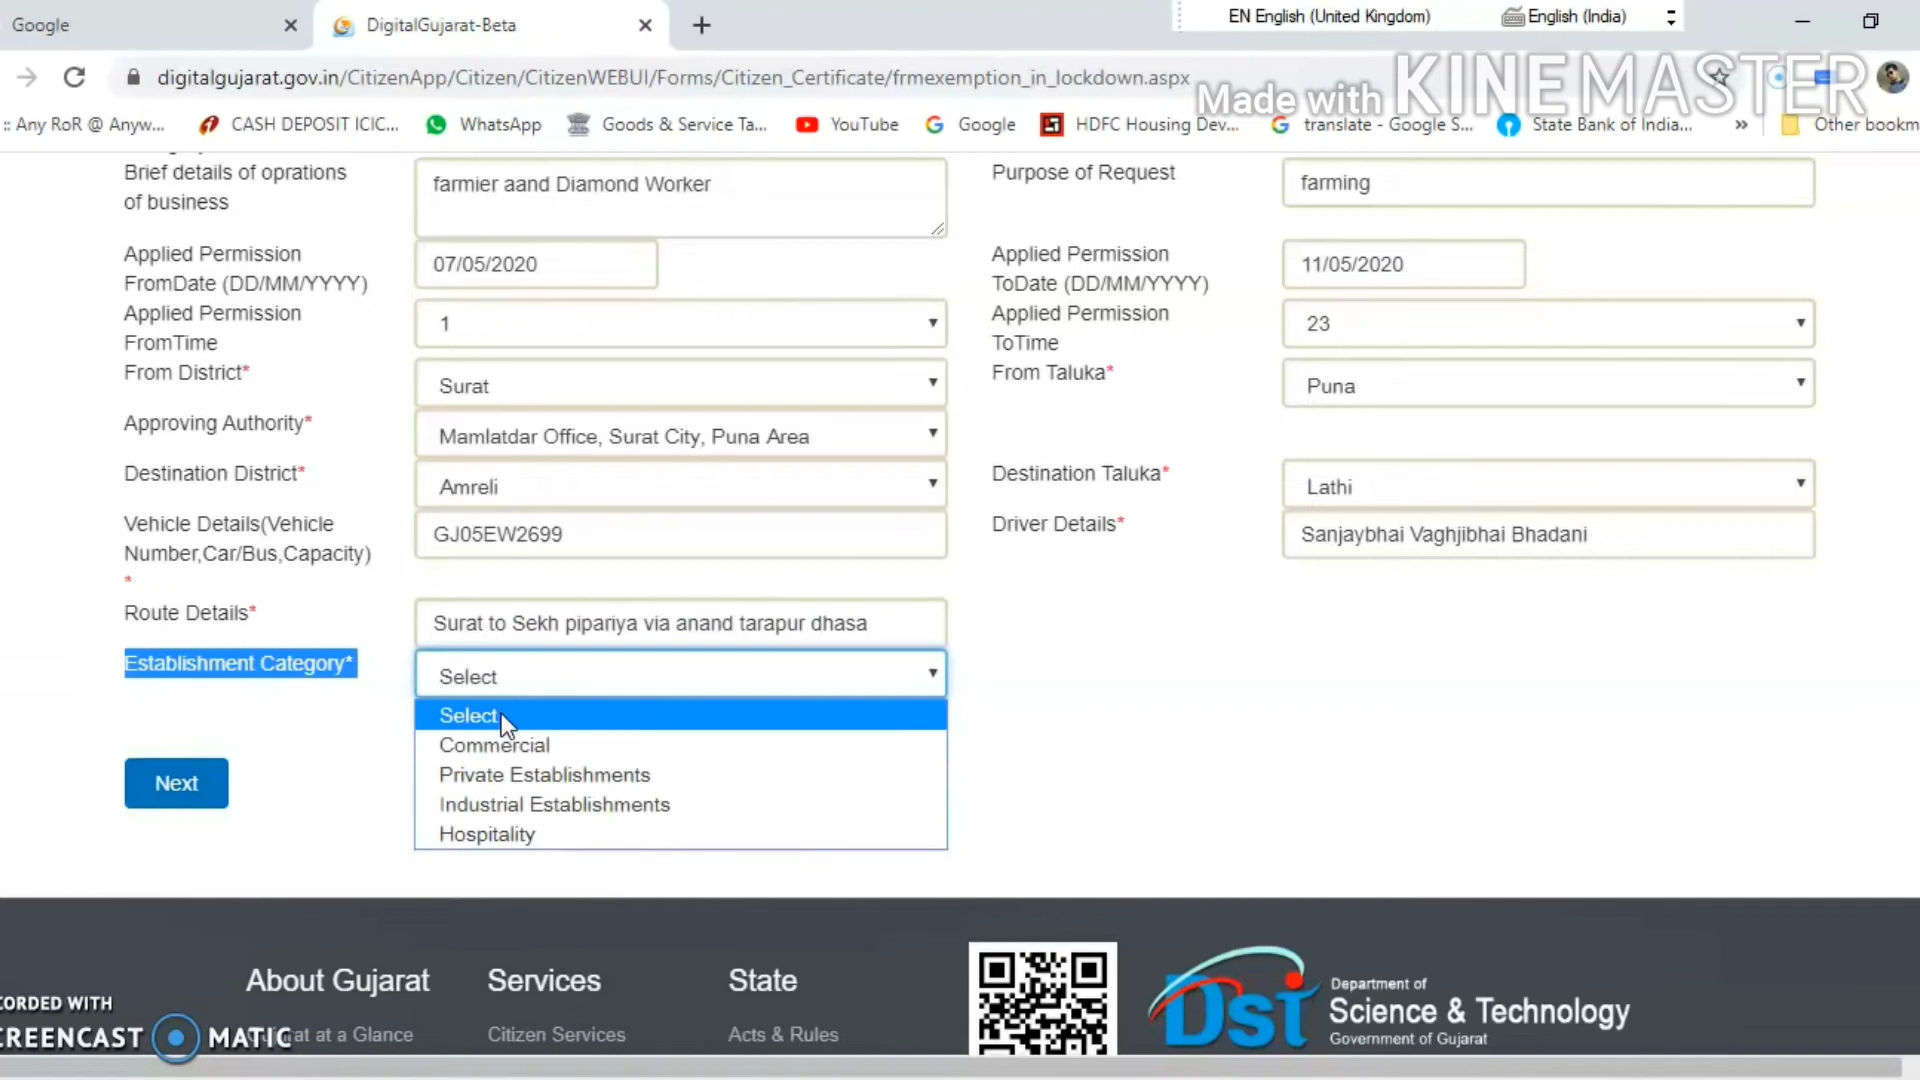 Google
DigitalGujarat-Beta
EN English (United Kingdom)
English (India)
digitalgujarat.gov.in/CitizenApp/Citizen/CitizenWEBUI/Forms/Citizen_Certificate/frmexemption_in_lockdown.aspx
Made with KINEMASTER
:: Any RoR @ Anyw...
CASH DEPOSIT ICIC...
WhatsApp
Goods & Service Ta...
YouTube
Google
HDFC Housing Dev...
translate - Google S...
State Bank of India...
»
Other bookm
Brief details of oprations
of business
farmier aand Diamond Worker
Purpose of Request
farming
Applied Permission
FromDate (DD/MM/YYYY)
07/05/2020
Applied Permission
ToDate (DD/MM/YYYY)
11/05/2020
Applied Permission
FromTime
1
Applied Permission
ToTime
23
From District*
Surat
From Taluka*
Puna
Approving Authority*
Mamlatdar Office, Surat City, Puna Area
Destination District*
Amreli
Destination Taluka*
Lathi
Vehicle Details(Vehicle
Number,Car/Bus,Capacity)
*
GJ05EW2699
Driver Details*
Sanjaybhai Vaghjibhai Bhadani
Route Details*
Surat to Sekh pipariya via anand tarapur dhasa
Establishment Category*
Select
Select
Commercial
Private Establishments
Industrial Establishments
Hospitality
Next
About Gujarat
Services
State
Citizen Services
Acts & Rules
at a Glance
Dst
Department of
Science & Technology
Government of Gujarat
CORDED WITH
CREENCAST MATIC